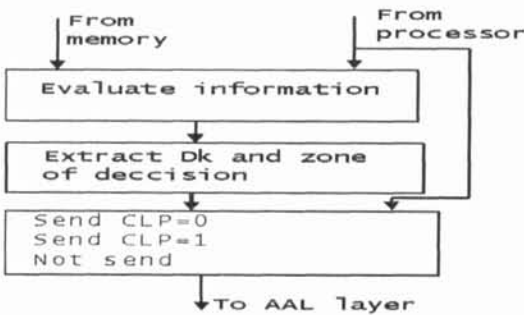 From
memory
From
processor
Evaluate information
Extract Dk and zone
of deccision
Send CLP=0
Send CLP=1
Not send
To AAL layer